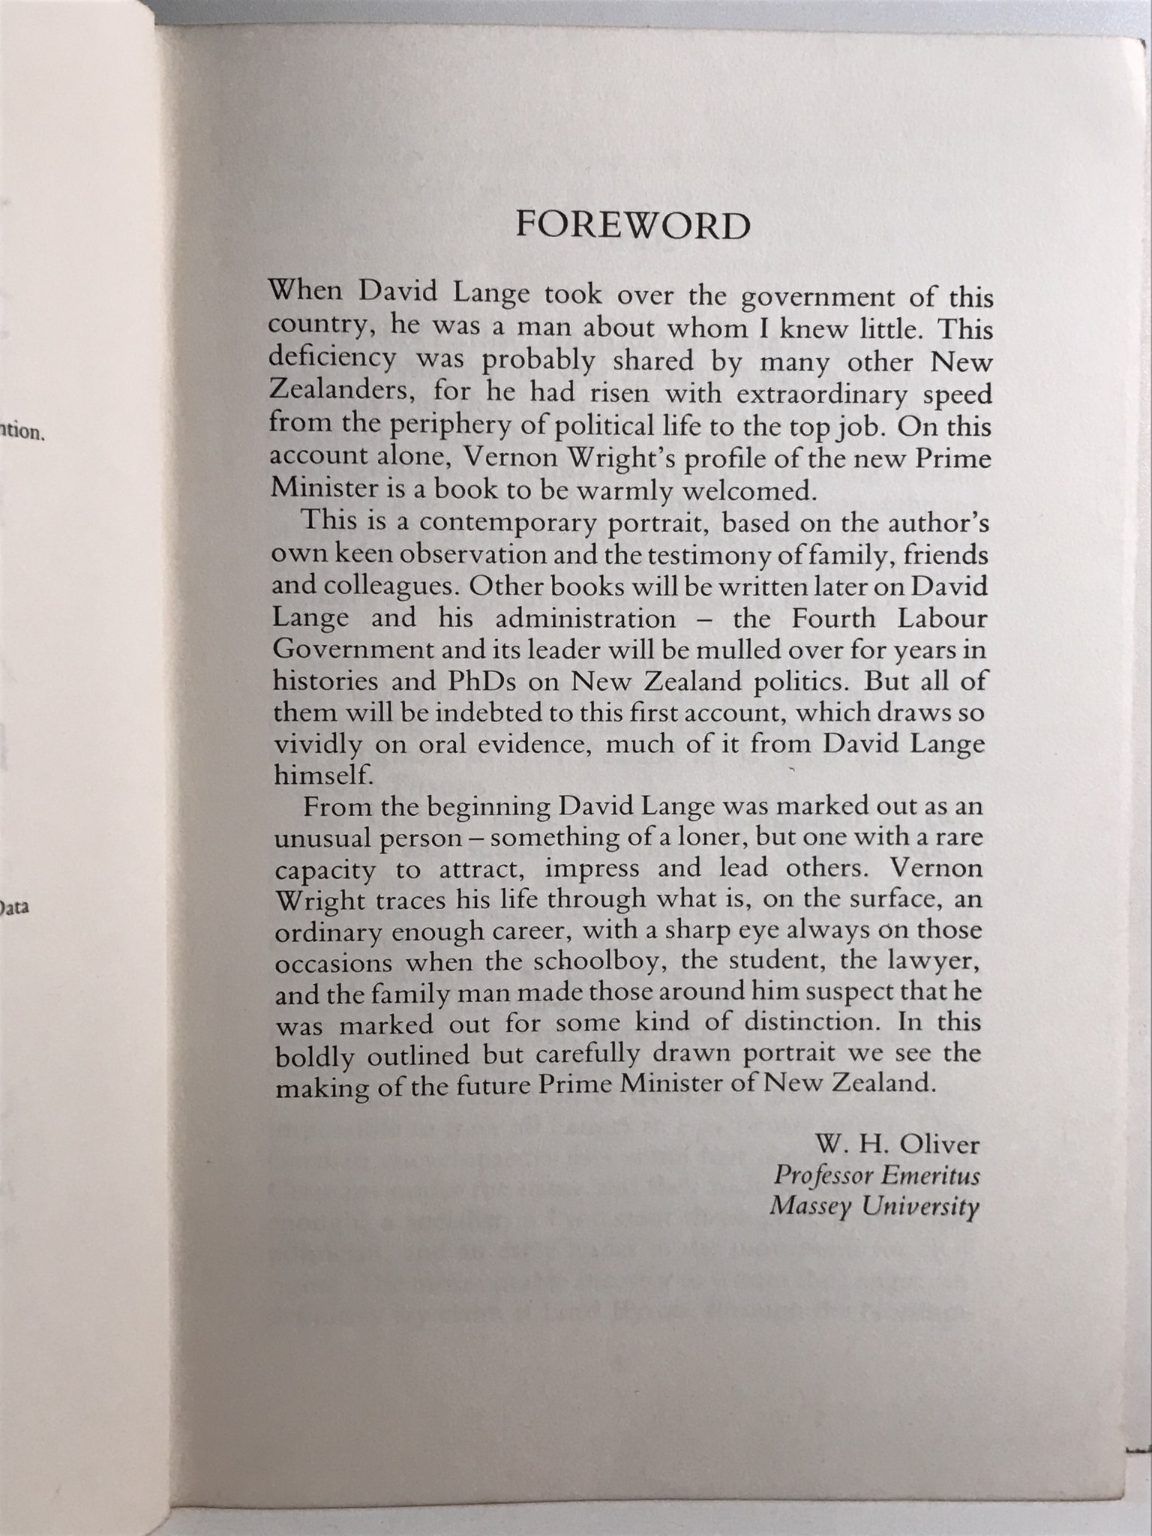 ntion.
Data
FOREWORD
When David Lange took over the government of this
country, he was a man about whom I knew little. This
deficiency was probably shared by many other New
Zealanders, for he had risen with extraordinary speed
from the periphery of political life to the top job. On this
account alone, Vernon Wright's profile of the new Prime
Minister is a book to be warmly welcomed.
This is a contemporary portrait, based on the author's
own keen observation and the testimony of family, friends
and colleagues. Other books will be written later on David
Lange and his administration – the Fourth Labour
Government and its leader will be mulled over for years in
histories and PhDs on New Zealand politics. But all of
them will be indebted to this first account, which draws so
vividly on oral evidence, much of it from David Lange
himself.
From the beginning David Lange was marked out as an
unusual person – something of a loner, but one with a rare
capacity to attract, impress and lead others. Vernon
Wright traces his life through what is, on the surface, an
ordinary enough career, with a sharp eye always on those
occasions when the schoolboy, the student, the lawyer,
and the family man made those around him suspect that he
was marked out for some kind of distinction. In this
boldly outlined but carefully drawn portrait we see the
making of the future Prime Minister of New Zealand.
W. H. Oliver
Professor Emeritus
Massey University